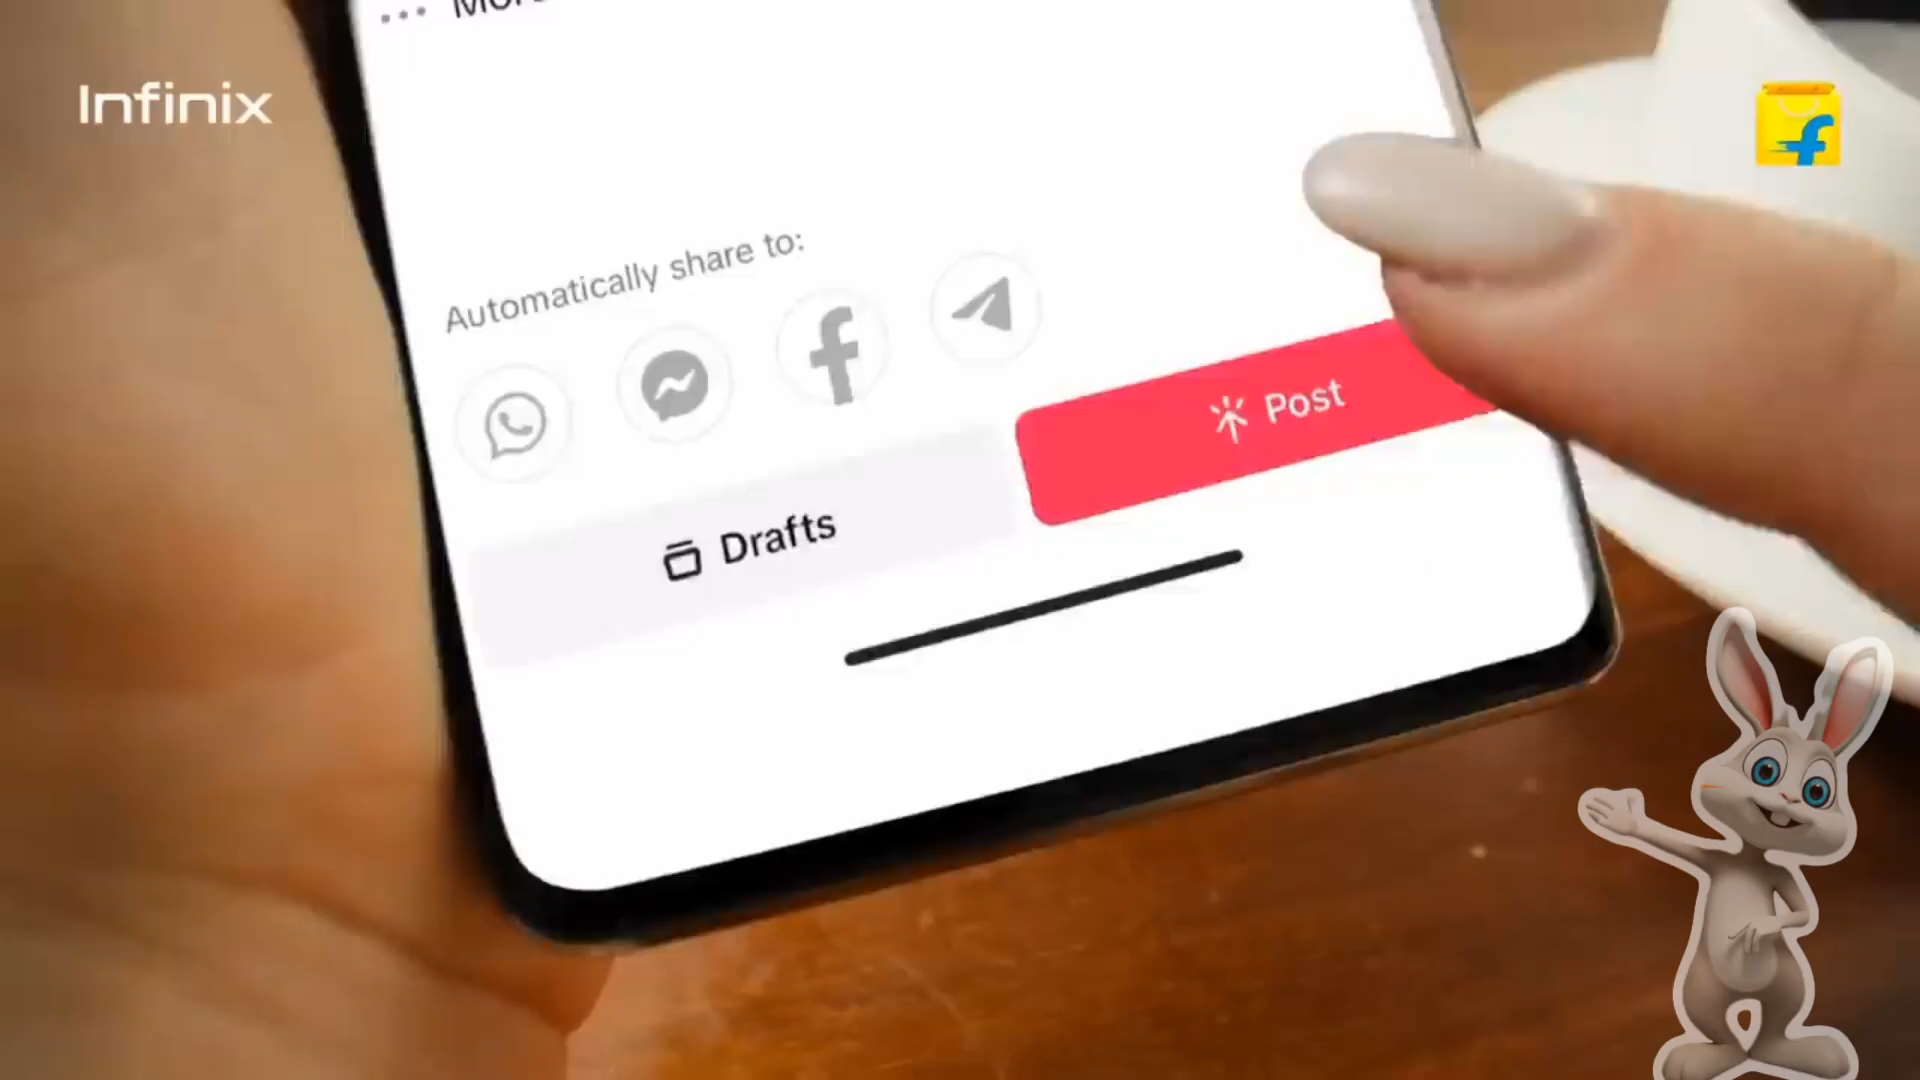 Infinix
Automatically share to:
Post
Drafts